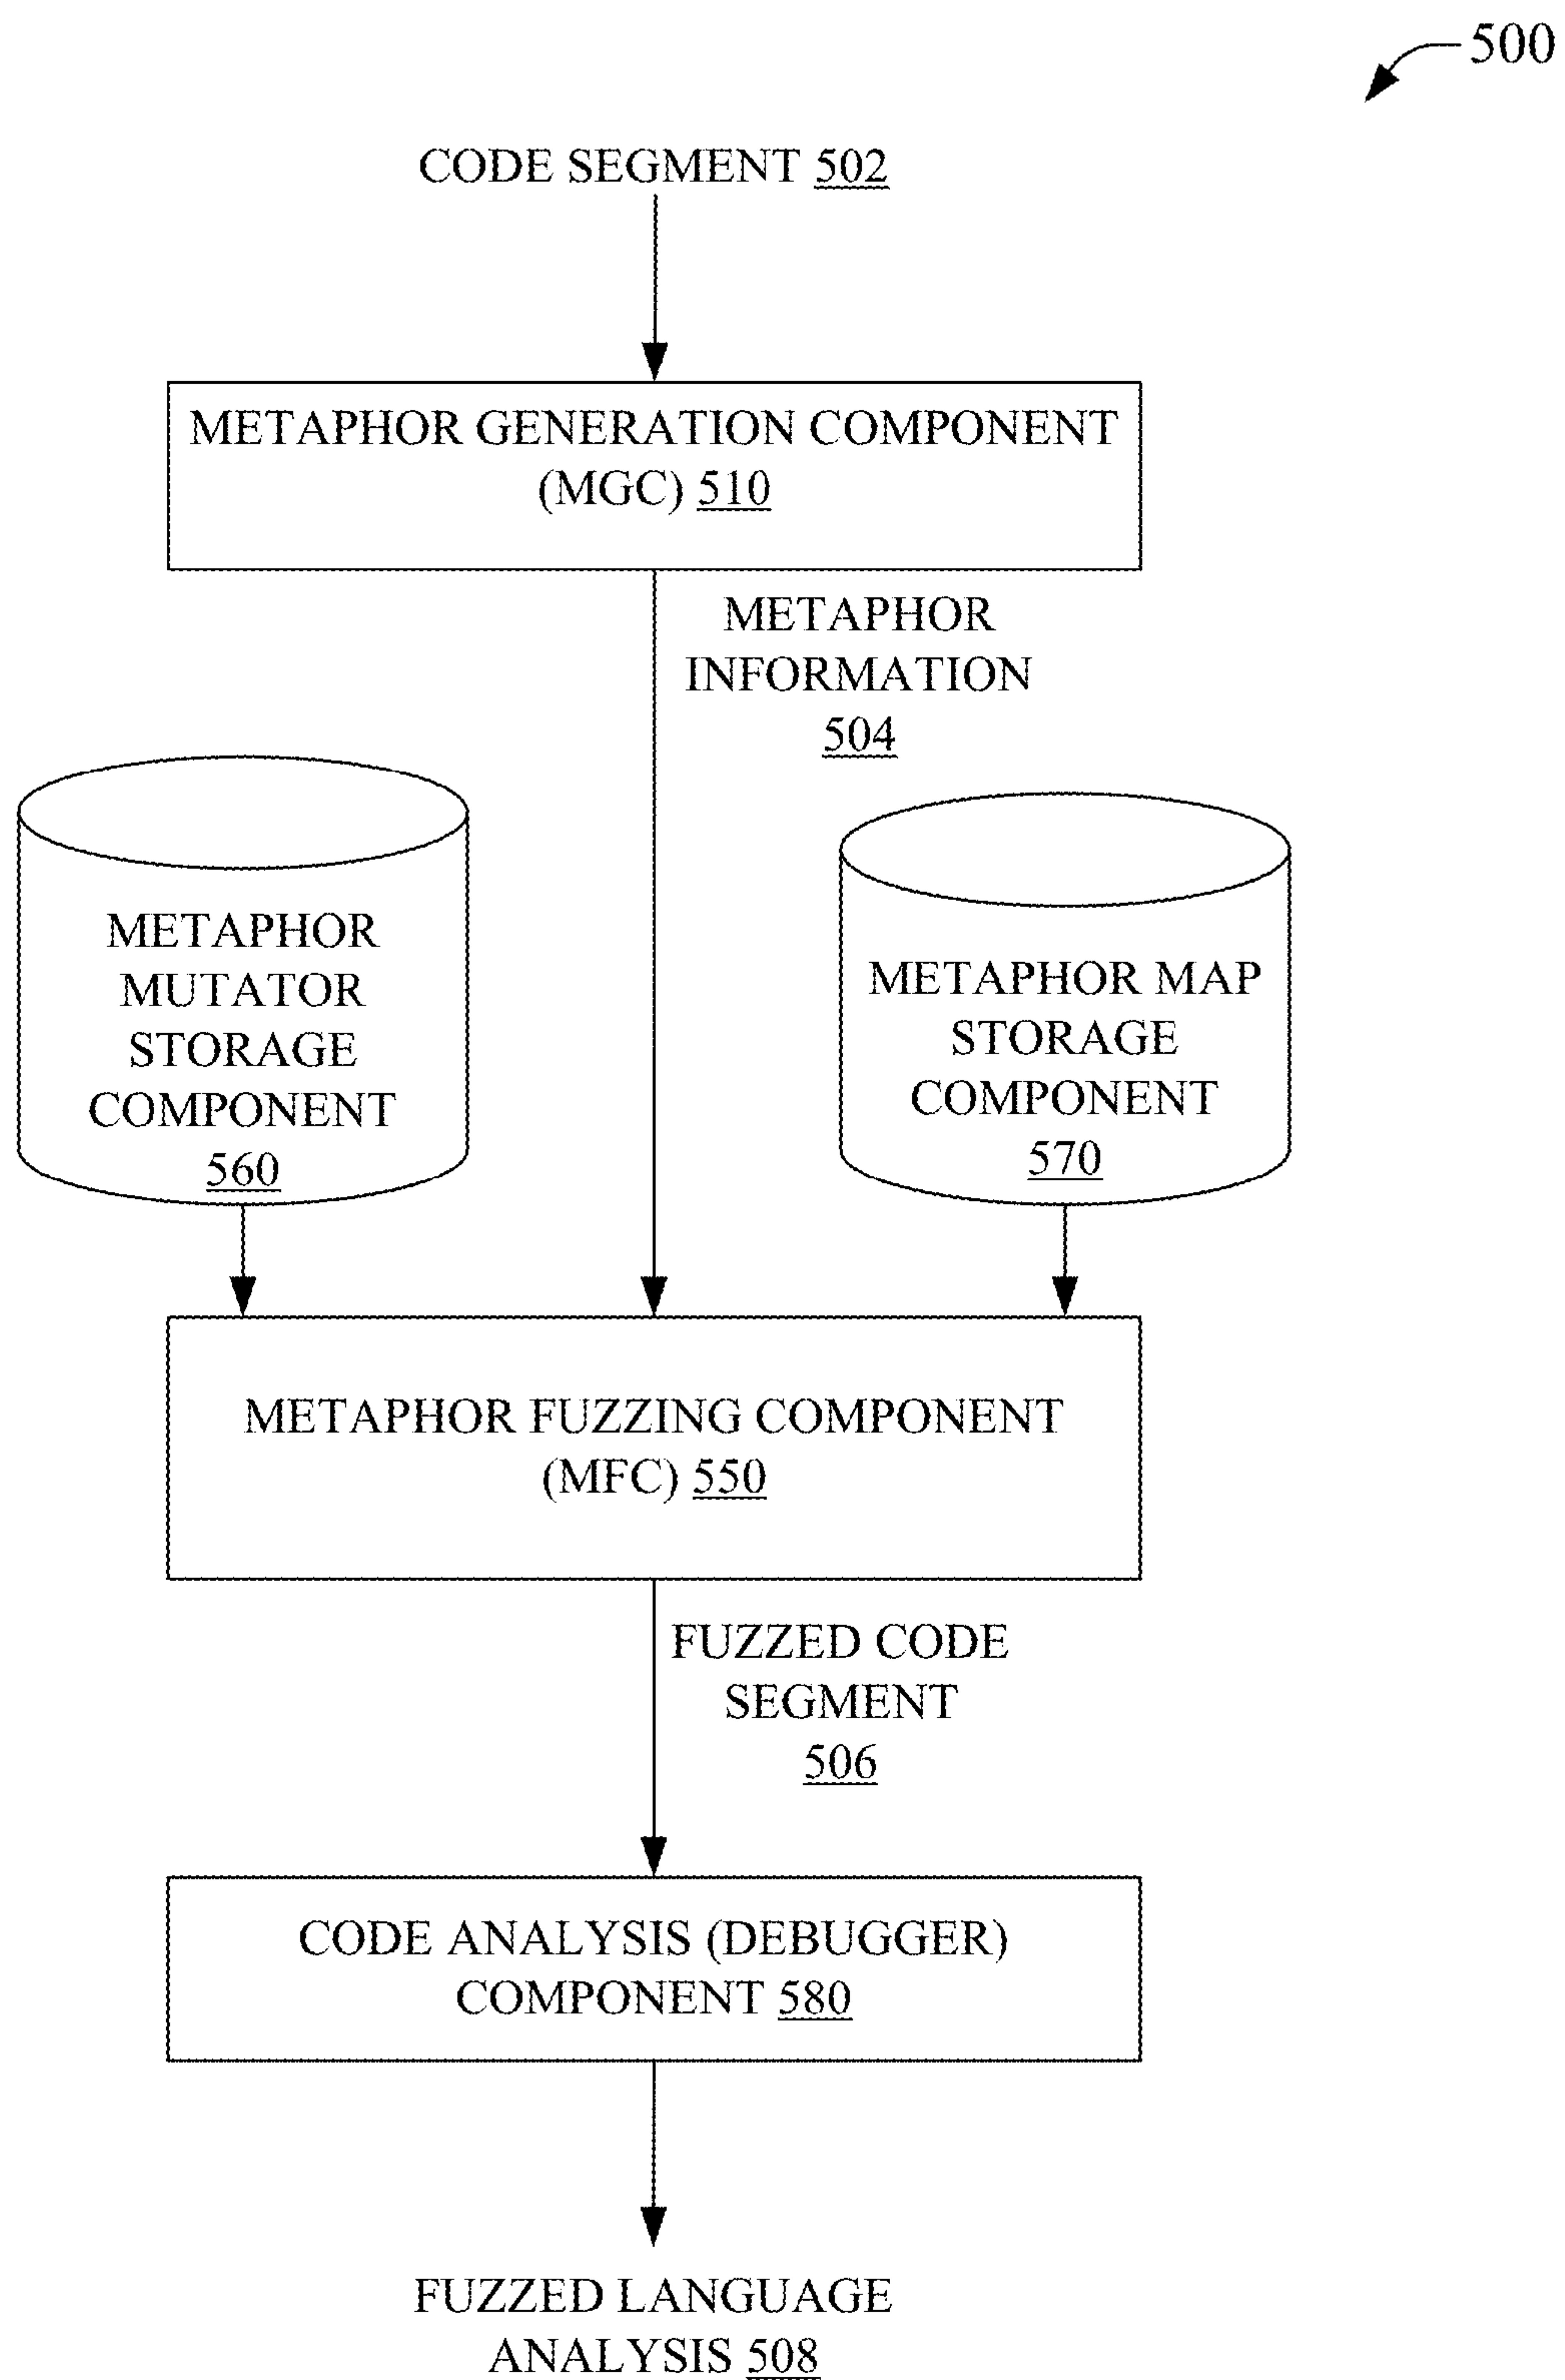 500
CODE SEGMENT 502
METAPHOR GENERATION COMPONENT
(MGC) 510
METAPHOR
INFORMATION
504
METAPHOR
MUTATOR
STORAGE
COMPONENT
560
METAPHOR MAP
STORAGE
COMPONENT
570
METAPHOR FUZZING COMPONENT
(MFC) 550
FUZZED CODE
SEGMENT
506
CODE ANALYSIS (DEBUGGER)
COMPONENT 580
FUZZED LANGUAGE
ANALYSIS 508